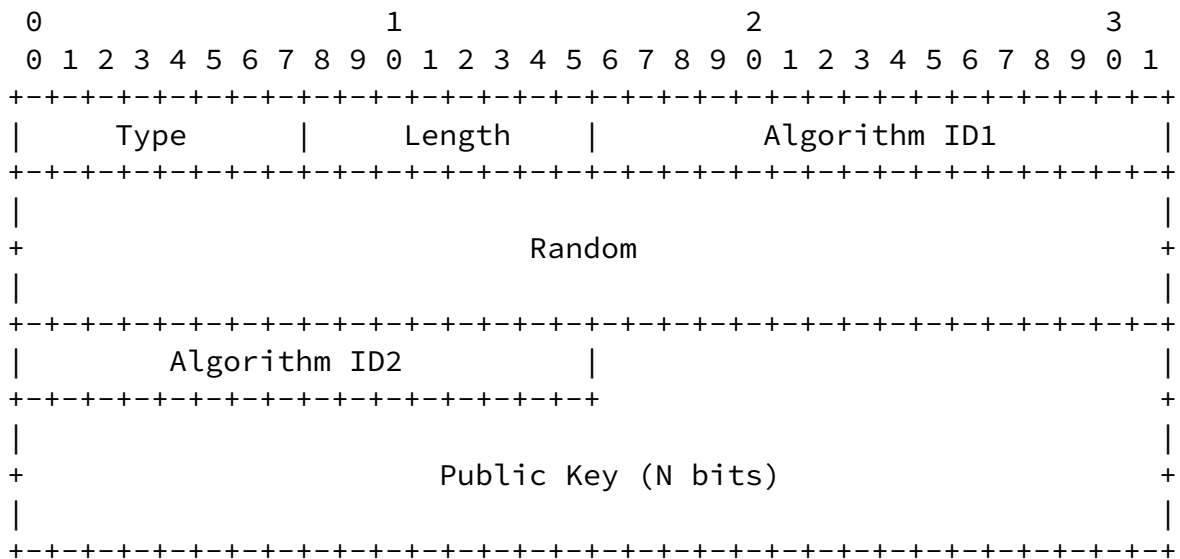 0                   1                   2                   3
0 1 2 3 4 5 6 7 8 9 0 1 2 3 4 5 6 7 8 9 0 1 2 3 4 5 6 7 8 9 0 1
+-+-+-+-+-+-+-+-+-+-+-+-+-+-+-+-+-+-+-+-+-+-+-+-+-+-+-+-+-+-+-+-+
|     Type      |     Length    |         Algorithm ID1         |
+-+-+-+-+-+-+-+-+-+-+-+-+-+-+-+-+-+-+-+-+-+-+-+-+-+-+-+-+-+-+-+-+
|                                                               |
+                            Random                             +
|                                                               |
+-+-+-+-+-+-+-+-+-+-+-+-+-+-+-+-+-+-+-+-+-+-+-+-+-+-+-+-+-+-+-+-+
|        Algorithm ID2          |                               |
+-+-+-+-+-+-+-+-+-+-+-+-+-+-+-+-+                               +
|                                                               |
+                       Public Key (N bits)                     +
|                                                               |
+-+-+-+-+-+-+-+-+-+-+-+-+-+-+-+-+-+-+-+-+-+-+-+-+-+-+-+-+-+-+-+-+